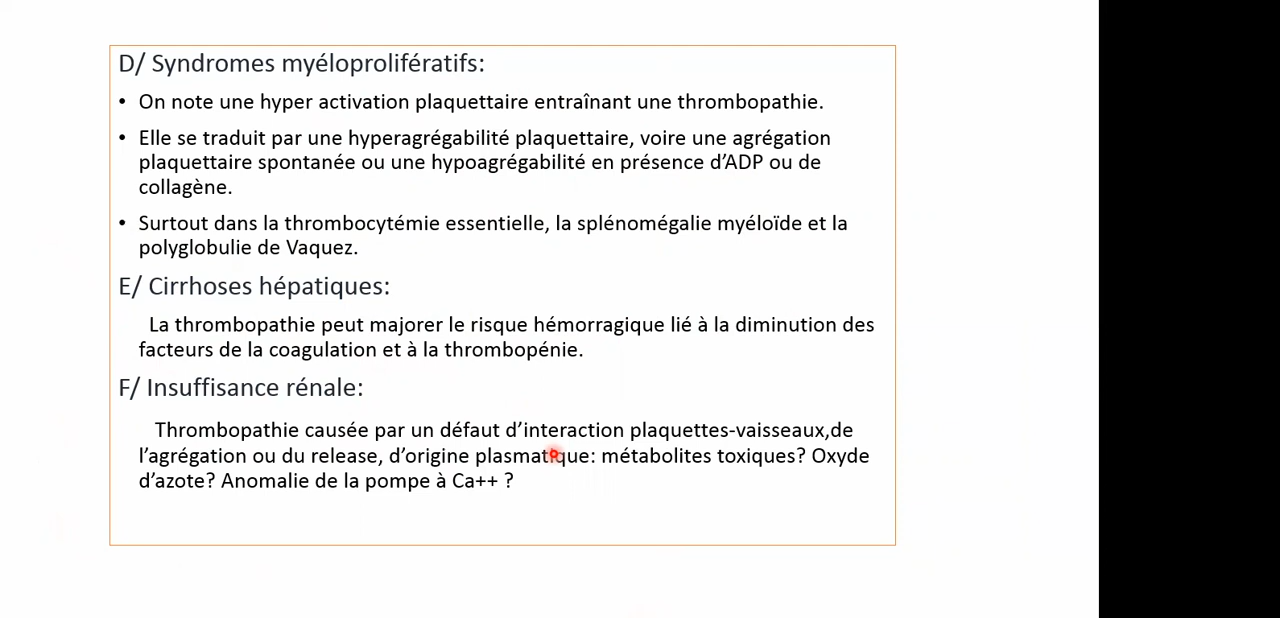 D/ Syndromes myéloprolifératifs:
• On note une hyper activation plaquettaire entraînant une thrombopathie.
• Elle se traduit par une hyperagrégabilité plaquettaire, voire une agrégation
plaquettaire spontanée ou une hypoagrégabilité en présence d’ADP ou de
collagène.
• Surtout dans la thrombocytémie essentielle, la splénomégalie myéloïde et la
polyglobulie de Vaquez.
E/ Cirrhoses hépatiques:
La thrombopathie peut majorer le risque hémorragique lié à la diminution des
facteurs de la coagulation et à la thrombopénie.
F/ Insuffisance rénale:
Thrombopathie causée par un défaut d’interaction plaquettes-vaisseaux,de
l’agrégation ou du release, d’origine plasmatique: métabolites toxiques? Oxyde
d’azote? Anomalie de la pompe à Ca++ ?